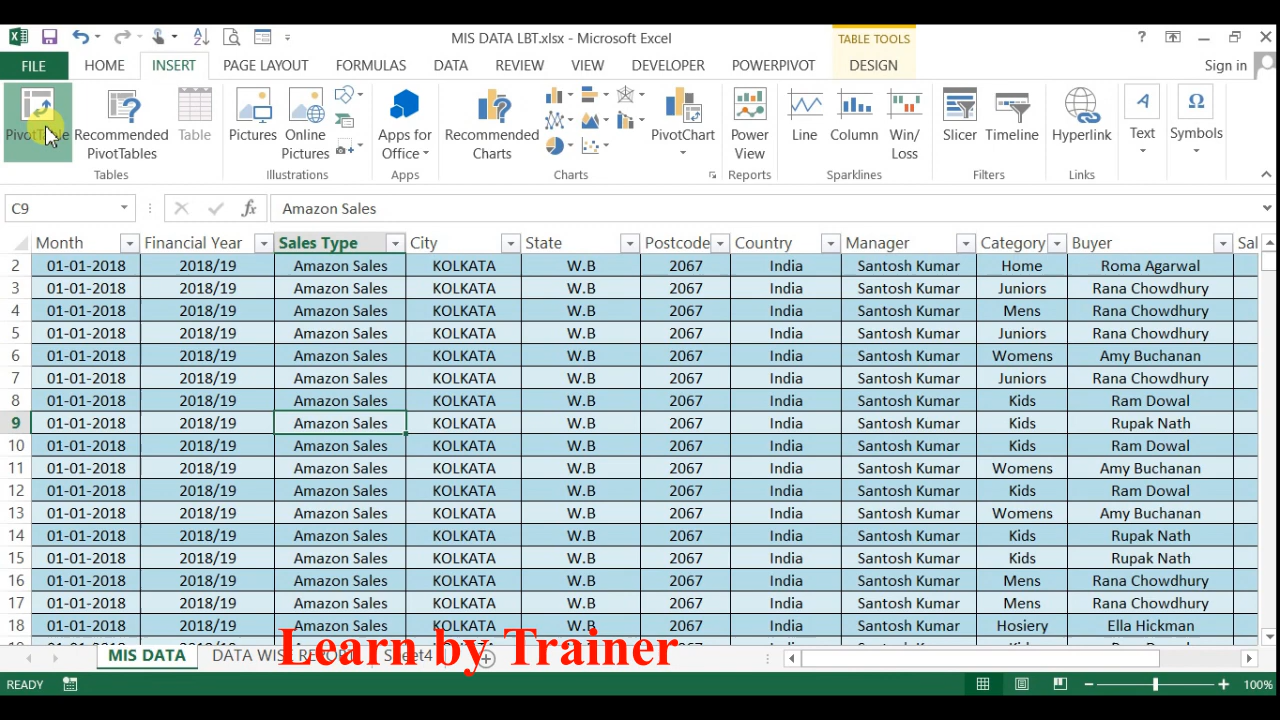 MIS DATA LBT.xlsx - Microsoft Excel
TABLE TOOLS
?
FILE HOME INSERT PAGE LAYOUT FORMULAS DATA REVIEW VIEW DEVELOPER POWERPIVOT DESIGN Sign in
PivotTable
Recommended PivotTables
Table
Pictures
Online Pictures
Apps for Office
Recommended Charts
PivotChart
Power View
Line
Column
Win/ Loss
Slicer
Timeline
Hyperlink
Text
Symbols
Tables Illustrations Apps Charts Reports Sparklines Filters Links
C9 fx Amazon Sales
Month Financial Year Sales Type City State Postcode Country Manager Category Buyer Sal
2 01-01-2018 2018/19 Amazon Sales KOLKATA W.B 2067 India Santosh Kumar Home Roma Agarwal
3 01-01-2018 2018/19 Amazon Sales KOLKATA W.B 2067 India Santosh Kumar Juniors Rana Chowdhury
4 01-01-2018 2018/19 Amazon Sales KOLKATA W.B 2067 India Santosh Kumar Mens Rana Chowdhury
5 01-01-2018 2018/19 Amazon Sales KOLKATA W.B 2067 India Santosh Kumar Juniors Rana Chowdhury
6 01-01-2018 2018/19 Amazon Sales KOLKATA W.B 2067 India Santosh Kumar Womens Amy Buchanan
7 01-01-2018 2018/19 Amazon Sales KOLKATA W.B 2067 India Santosh Kumar Juniors Rana Chowdhury
8 01-01-2018 2018/19 Amazon Sales KOLKATA W.B 2067 India Santosh Kumar Kids Ram Dowal
9 01-01-2018 2018/19 Amazon Sales KOLKATA W.B 2067 India Santosh Kumar Kids Rupak Nath
10 01-01-2018 2018/19 Amazon Sales KOLKATA W.B 2067 India Santosh Kumar Kids Ram Dowal
11 01-01-2018 2018/19 Amazon Sales KOLKATA W.B 2067 India Santosh Kumar Womens Amy Buchanan
12 01-01-2018 2018/19 Amazon Sales KOLKATA W.B 2067 India Santosh Kumar Kids Ram Dowal
13 01-01-2018 2018/19 Amazon Sales KOLKATA W.B 2067 India Santosh Kumar Womens Amy Buchanan
14 01-01-2018 2018/19 Amazon Sales KOLKATA W.B 2067 India Santosh Kumar Kids Rupak Nath
15 01-01-2018 2018/19 Amazon Sales KOLKATA W.B 2067 India Santosh Kumar Kids Rupak Nath
16 01-01-2018 2018/19 Amazon Sales KOLKATA W.B 2067 India Santosh Kumar Mens Rana Chowdhury
17 01-01-2018 2018/19 Amazon Sales KOLKATA W.B 2067 India Santosh Kumar Mens Rana Chowdhury
18 01-01-2018 2018/19 Amazon Sales KOLKATA W.B 2067 India Santosh Kumar Hosiery Ella Hickman
Learn by Trainer
MIS DATA DATA WISE REPORT Sheet4
READY 100%